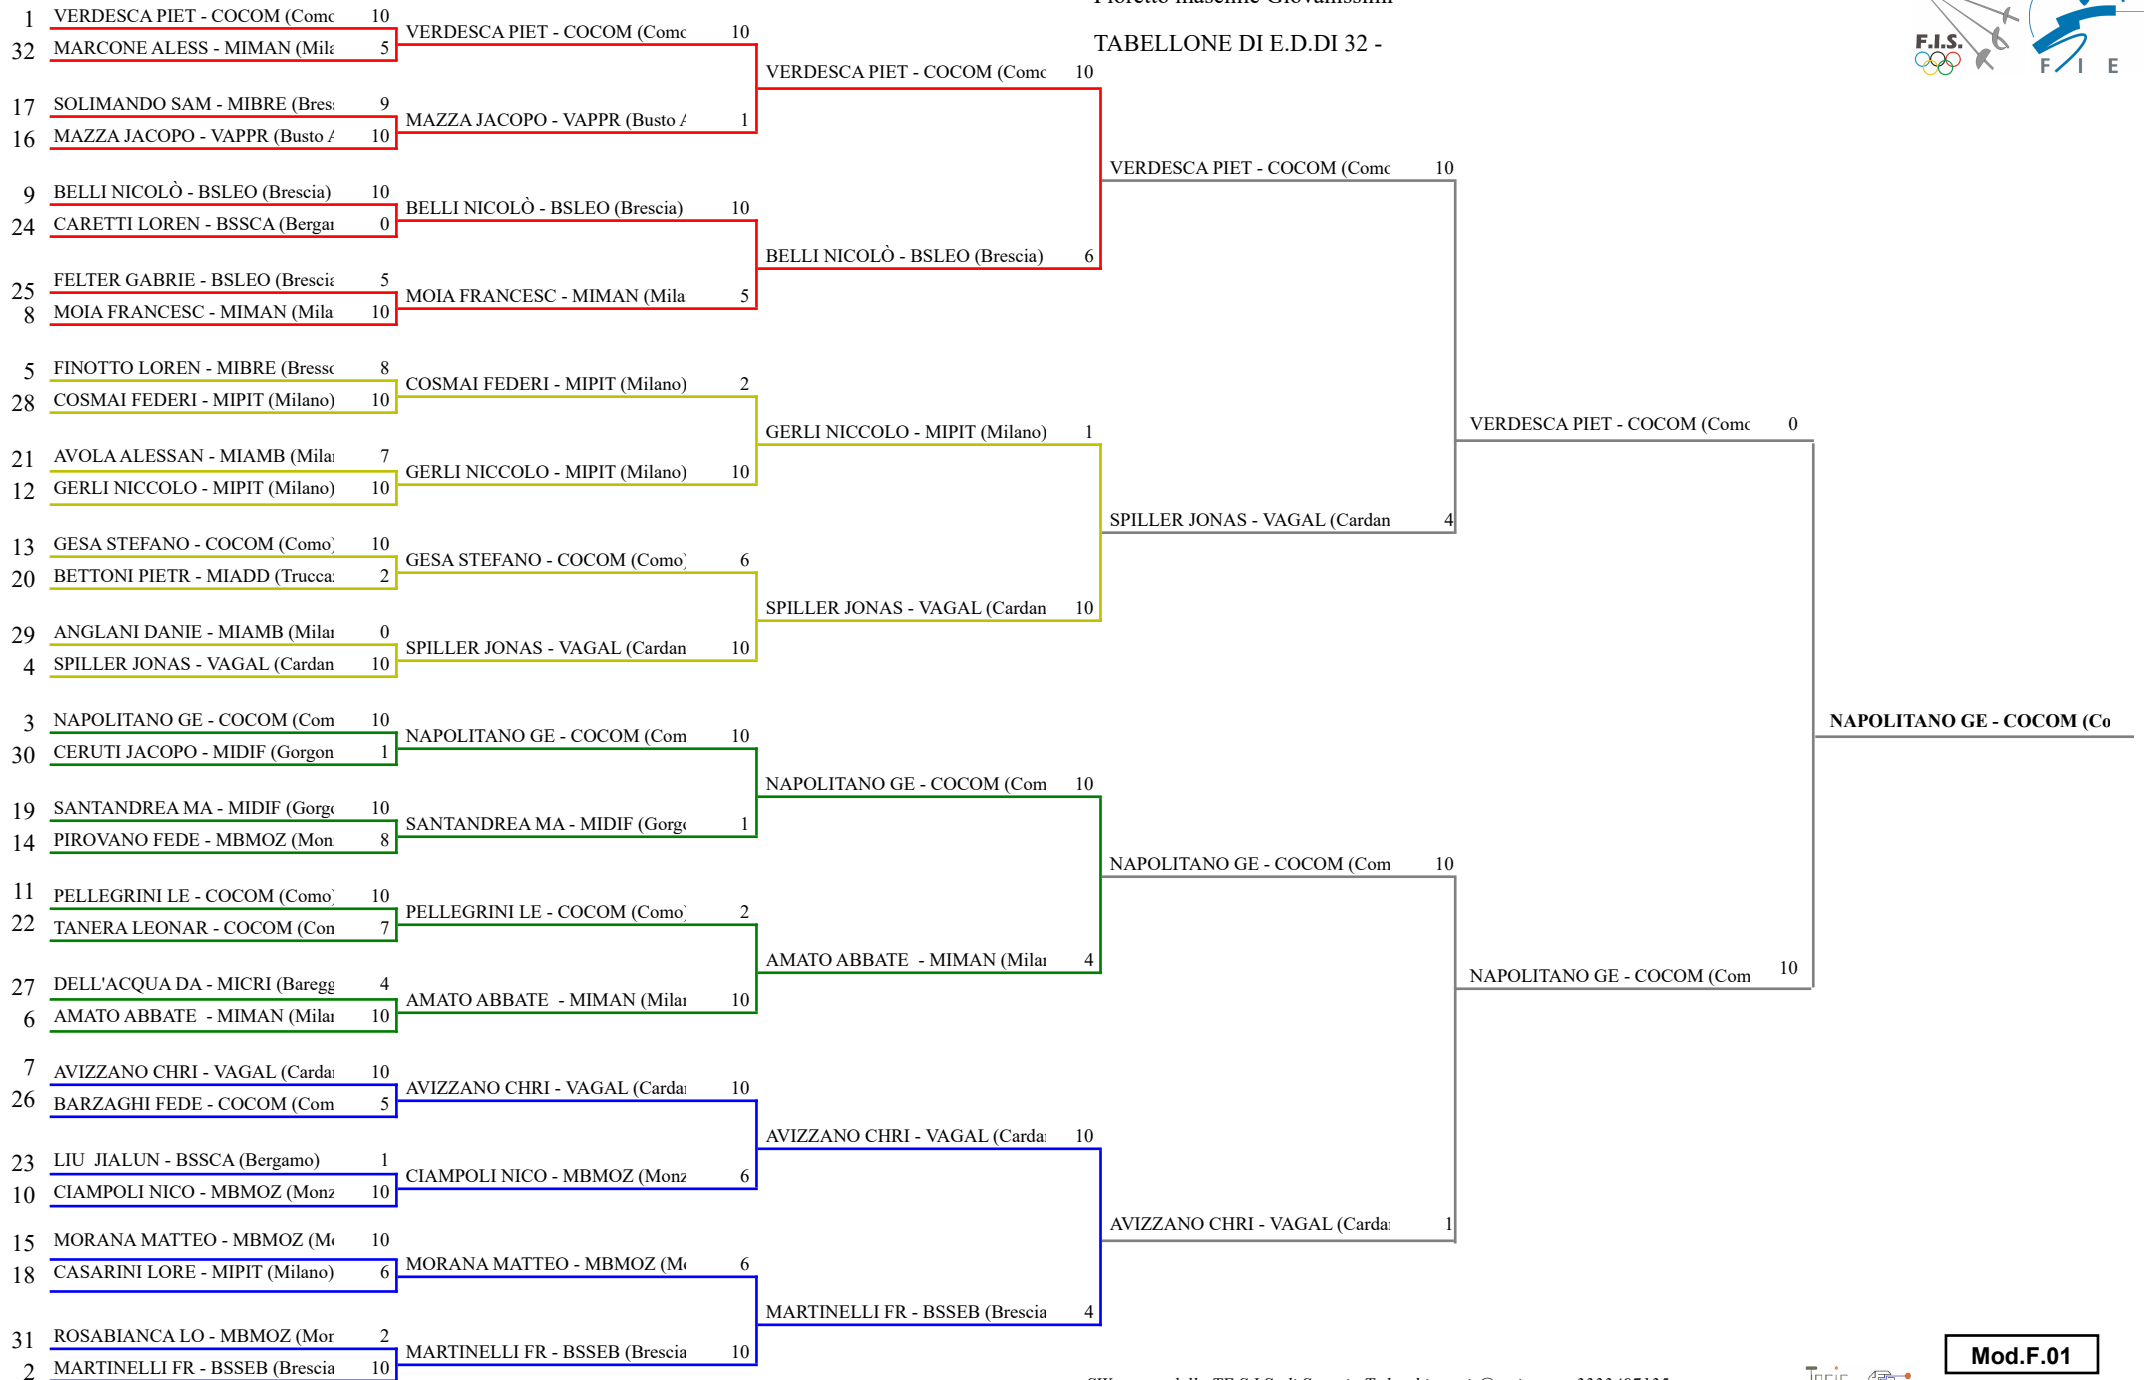 Fioretto maschile Giovanissimi
TABELLONE DI E.D.DI 32 -
F.I.S.
F I E
1 VERDESCA PIET - COCOM (Como 10
32 MARCONE ALESS - MIMAN (Mila 5
17 SOLIMANDO SAM - MIBRE (Bres 9
16 MAZZA JACOPO - VAPPR (Busto A 10
9 BELLI NICOLÒ - BSLEO (Brescia) 10
24 CARETTI LOREN - BSSCA (Bergar 0
25 FELTER GABRIE - BSLEO (Brescia 5
8 MOIA FRANCESC - MIMAN (Mila 10
5 FINOTTO LOREN - MIBRE (Bresso 8
28 COSMAI FEDERI - MIPIT (Milano) 10
21 AVOLA ALESSAN - MIAMB (Mila 7
12 GERLI NICCOLO - MIPIT (Milano) 10
13 GESA STEFANO - COCOM (Como) 10
20 BETTONI PIETR - MIADD (Trucca 2
29 ANGLANI DANIE - MIAMB (Milar 0
4 SPILLER JONAS - VAGAL (Cardan 10
3 NAPOLITANO GE - COCOM (Com 10
30 CERUTI JACOPO - MIDIF (Gorgon 1
19 SANTANDREA MA - MIDIF (Gorgo 10
14 PIROVANO FEDE - MBMOZ (Mon 8
11 PELLEGRINI LE - COCOM (Como) 10
22 TANERA LEONAR - COCOM (Con 7
27 DELL'ACQUA DA - MICRI (Baregg 4
6 AMATO ABBATE - MIMAN (Milar 10
7 AVIZZANO CHRI - VAGAL (Carda 10
26 BARZAGHI FEDE - COCOM (Com 5
23 LIU JIALUN - BSSCA (Bergamo) 1
10 CIAMPOLI NICO - MBMOZ (Monz 10
15 MORANA MATTEO - MBMOZ (Mo 10
18 CASARINI LORE - MIPIT (Milano) 6
31 ROSABIANCA LO - MBMOZ (Mor 2
2 MARTINELLI FR - BSSEB (Brescia 10
VERDESCA PIET - COCOM (Como 10
MAZZA JACOPO - VAPPR (Busto A 1
BELLI NICOLÒ - BSLEO (Brescia) 10
MOIA FRANCESC - MIMAN (Mila 5
COSMAI FEDERI - MIPIT (Milano) 2
GERLI NICCOLO - MIPIT (Milano) 10
GESA STEFANO - COCOM (Como) 6
SPILLER JONAS - VAGAL (Cardan 10
NAPOLITANO GE - COCOM (Com 10
SANTANDREA MA - MIDIF (Gorgo 1
PELLEGRINI LE - COCOM (Como) 2
AMATO ABBATE - MIMAN (Milar 10
AVIZZANO CHRI - VAGAL (Carda 10
CIAMPOLI NICO - MBMOZ (Monz 6
MORANA MATTEO - MBMOZ (Mo 6
MARTINELLI FR - BSSEB (Brescia 10
VERDESCA PIET - COCOM (Como 10
BELLI NICOLÒ - BSLEO (Brescia) 6
GERLI NICCOLO - MIPIT (Milano) 1
SPILLER JONAS - VAGAL (Cardan 10
NAPOLITANO GE - COCOM (Com 10
AMATO ABBATE - MIMAN (Milar 4
AVIZZANO CHRI - VAGAL (Carda 10
MARTINELLI FR - BSSEB (Brescia 4
VERDESCA PIET - COCOM (Como 10
SPILLER JONAS - VAGAL (Cardan 4
NAPOLITANO GE - COCOM (Com 10
AVIZZANO CHRI - VAGAL (Carda 1
VERDESCA PIET - COCOM (Como 0
NAPOLITANO GE - COCOM (Com 10
NAPOLITANO GE - COCOM (Co
Mod.F.01